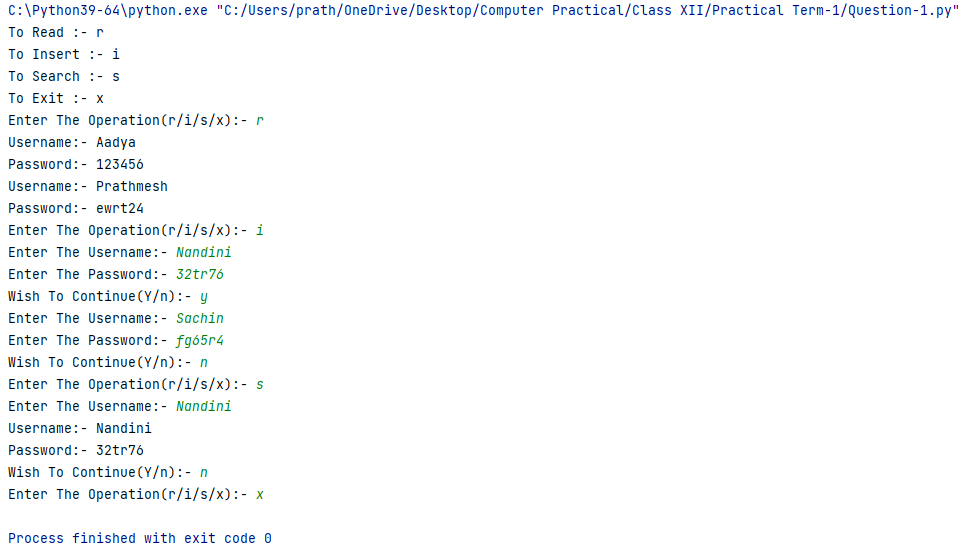 C:\Python39-64\python.exe "C:/Users/prath/OneDrive/Desktop/Computer Practical/Class XII/Practical Term-1/Question-1.py"
To Read :- r
To Insert :- i
To Search :- s
To Exit :- x
Enter The Operation(r/i/s/x):- r
Username:- Aadya
Password:- 123456
Username:- Prathmesh
Password:- ewrt24
Enter The Operation(r/i/s/x):- i
Enter The Username:- Nandini
Enter The Password:- 32tr76
Wish To Continue(Y/n):- y
Enter The Username:- Sachin
Enter The Password:- fg65r4
Wish To Continue(Y/n):- n
Enter The Operation(r/i/s/x):- s
Enter The Username:- Nandini
Username:- Nandini
Password:- 32tr76
Wish To Continue(Y/n):- n
Enter The Operation(r/i/s/x):- x
Process finished with exit code 0